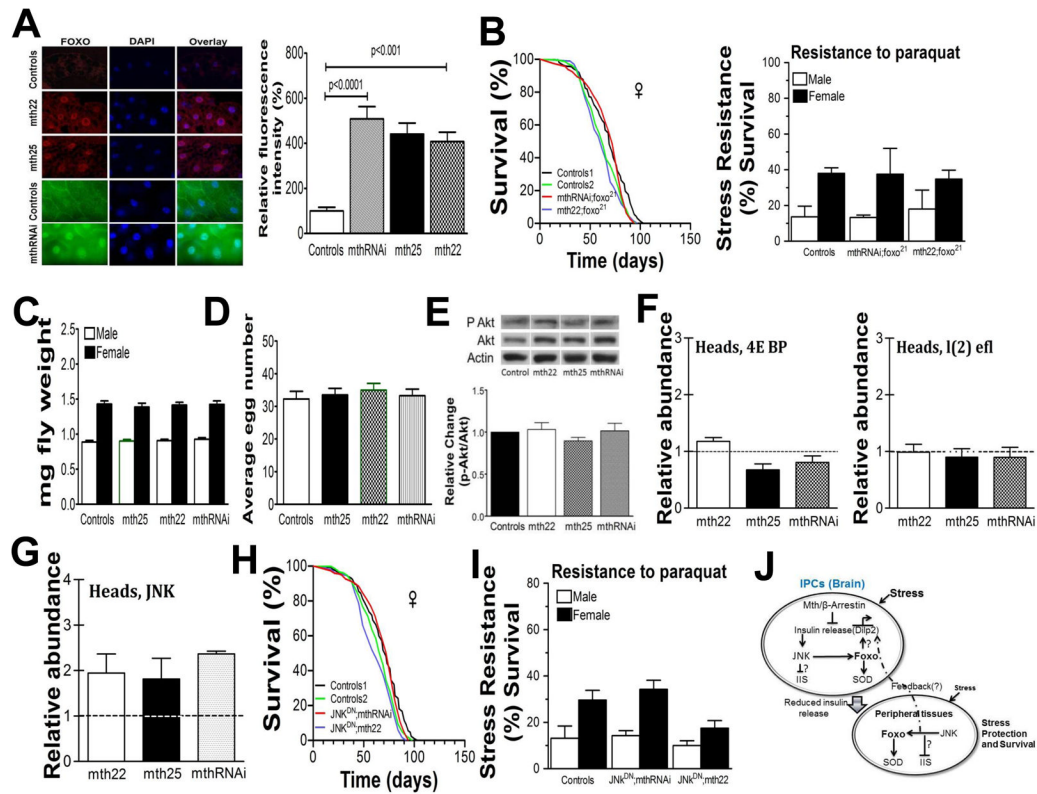 A
FOXO DAPI Overlay
Controls
mth22
mth25
Controls
mthRNAi
Relative fluorescence intensity (%)
800
600
400
200
0
p<0.001
p<0.0001
Controls mthRNAi mth25 mth22
B
Survival (%)
100
80
60
40
20
0
♀
Controls1
Controls2
mthRNAi;foxo21
mth22;foxo21
0 50 100 150
Time (days)
Resistance to paraquat
Male
Female
Stress Resistance
(%) Survival
100
80
60
40
20
0
Controls mthRNAi;foxo21 mth22;foxo21
C
mg fly weight
2.5
2.0
1.5
1.0
0.5
0.0
Male
Female
Controls mth25 mth22 mthRNAi
D
Average egg number
50
40
30
20
10
0
Controls mth25 mth22 mthRNAi
E
P Akt
Akt
Actin
Control mth22 mth25 mthRNAi
Relative Change
(p-Akt/Akt)
1.5
1.0
0.5
0.0
Controls mth22 mth25 mthRNAi
F
Relative abundance
3
2
1
0
Heads, 4E BP
mth22 mth25 mthRNAi
Relative abundance
3
2
1
0
Heads, l(2) efl
mth22 mth25 mthRNAi
G
Relative abundance
4
3
2
1
0
Heads, JNK
mth22 mth25 mthRNAi
H
Survival (%)
100
80
60
40
20
0
♀
Controls1
Controls2
JNKDN;mthRNAi
JNKDN;mth22
0 50 100 150
Time (days)
I
Resistance to paraquat
Male
Female
Stress Resistance
(%) Survival
80
60
40
20
0
Controls JNKDN;mthRNAi JNKDN;mth22
J
IPCs (Brain)
Stress
Mth/β-Arrestin
Insulin release(Dilp2)
?
JNK Foxo
?
IIS SOD
Reduced insulin
release
Feedback(?)
Stress
Peripheral tissues
Foxo JNK
?
SOD IIS
Stress
Protection
and Survival